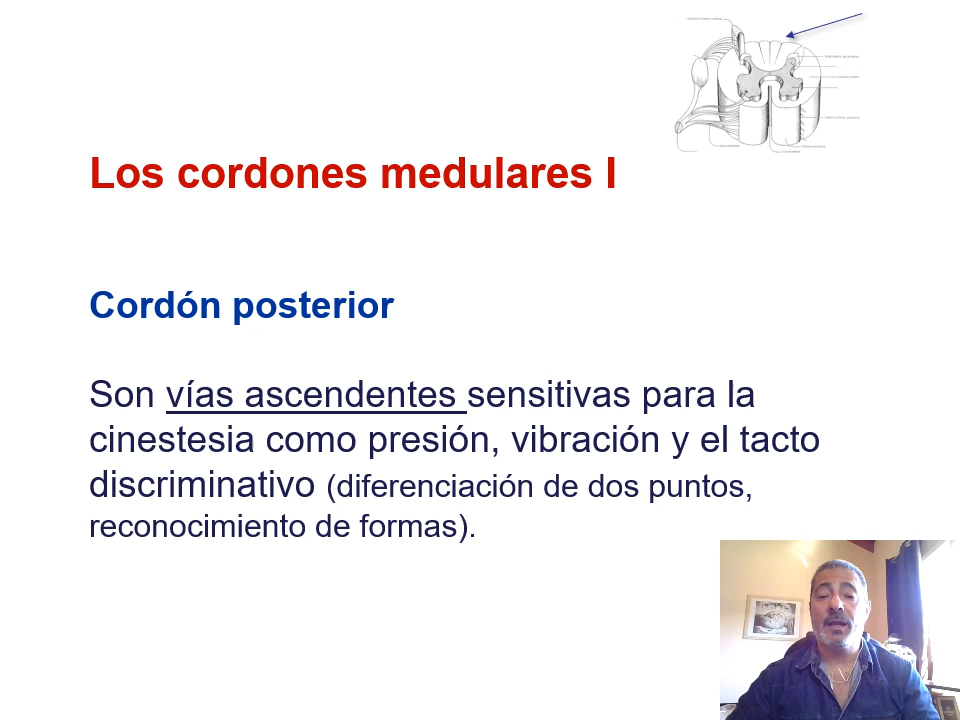 Los cordones medulares I
Cordón posterior
Son vías ascendentes sensitivas para la
cinestesia como presión, vibración y el tacto
discriminativo (diferenciación de dos puntos,
reconocimiento de formas).